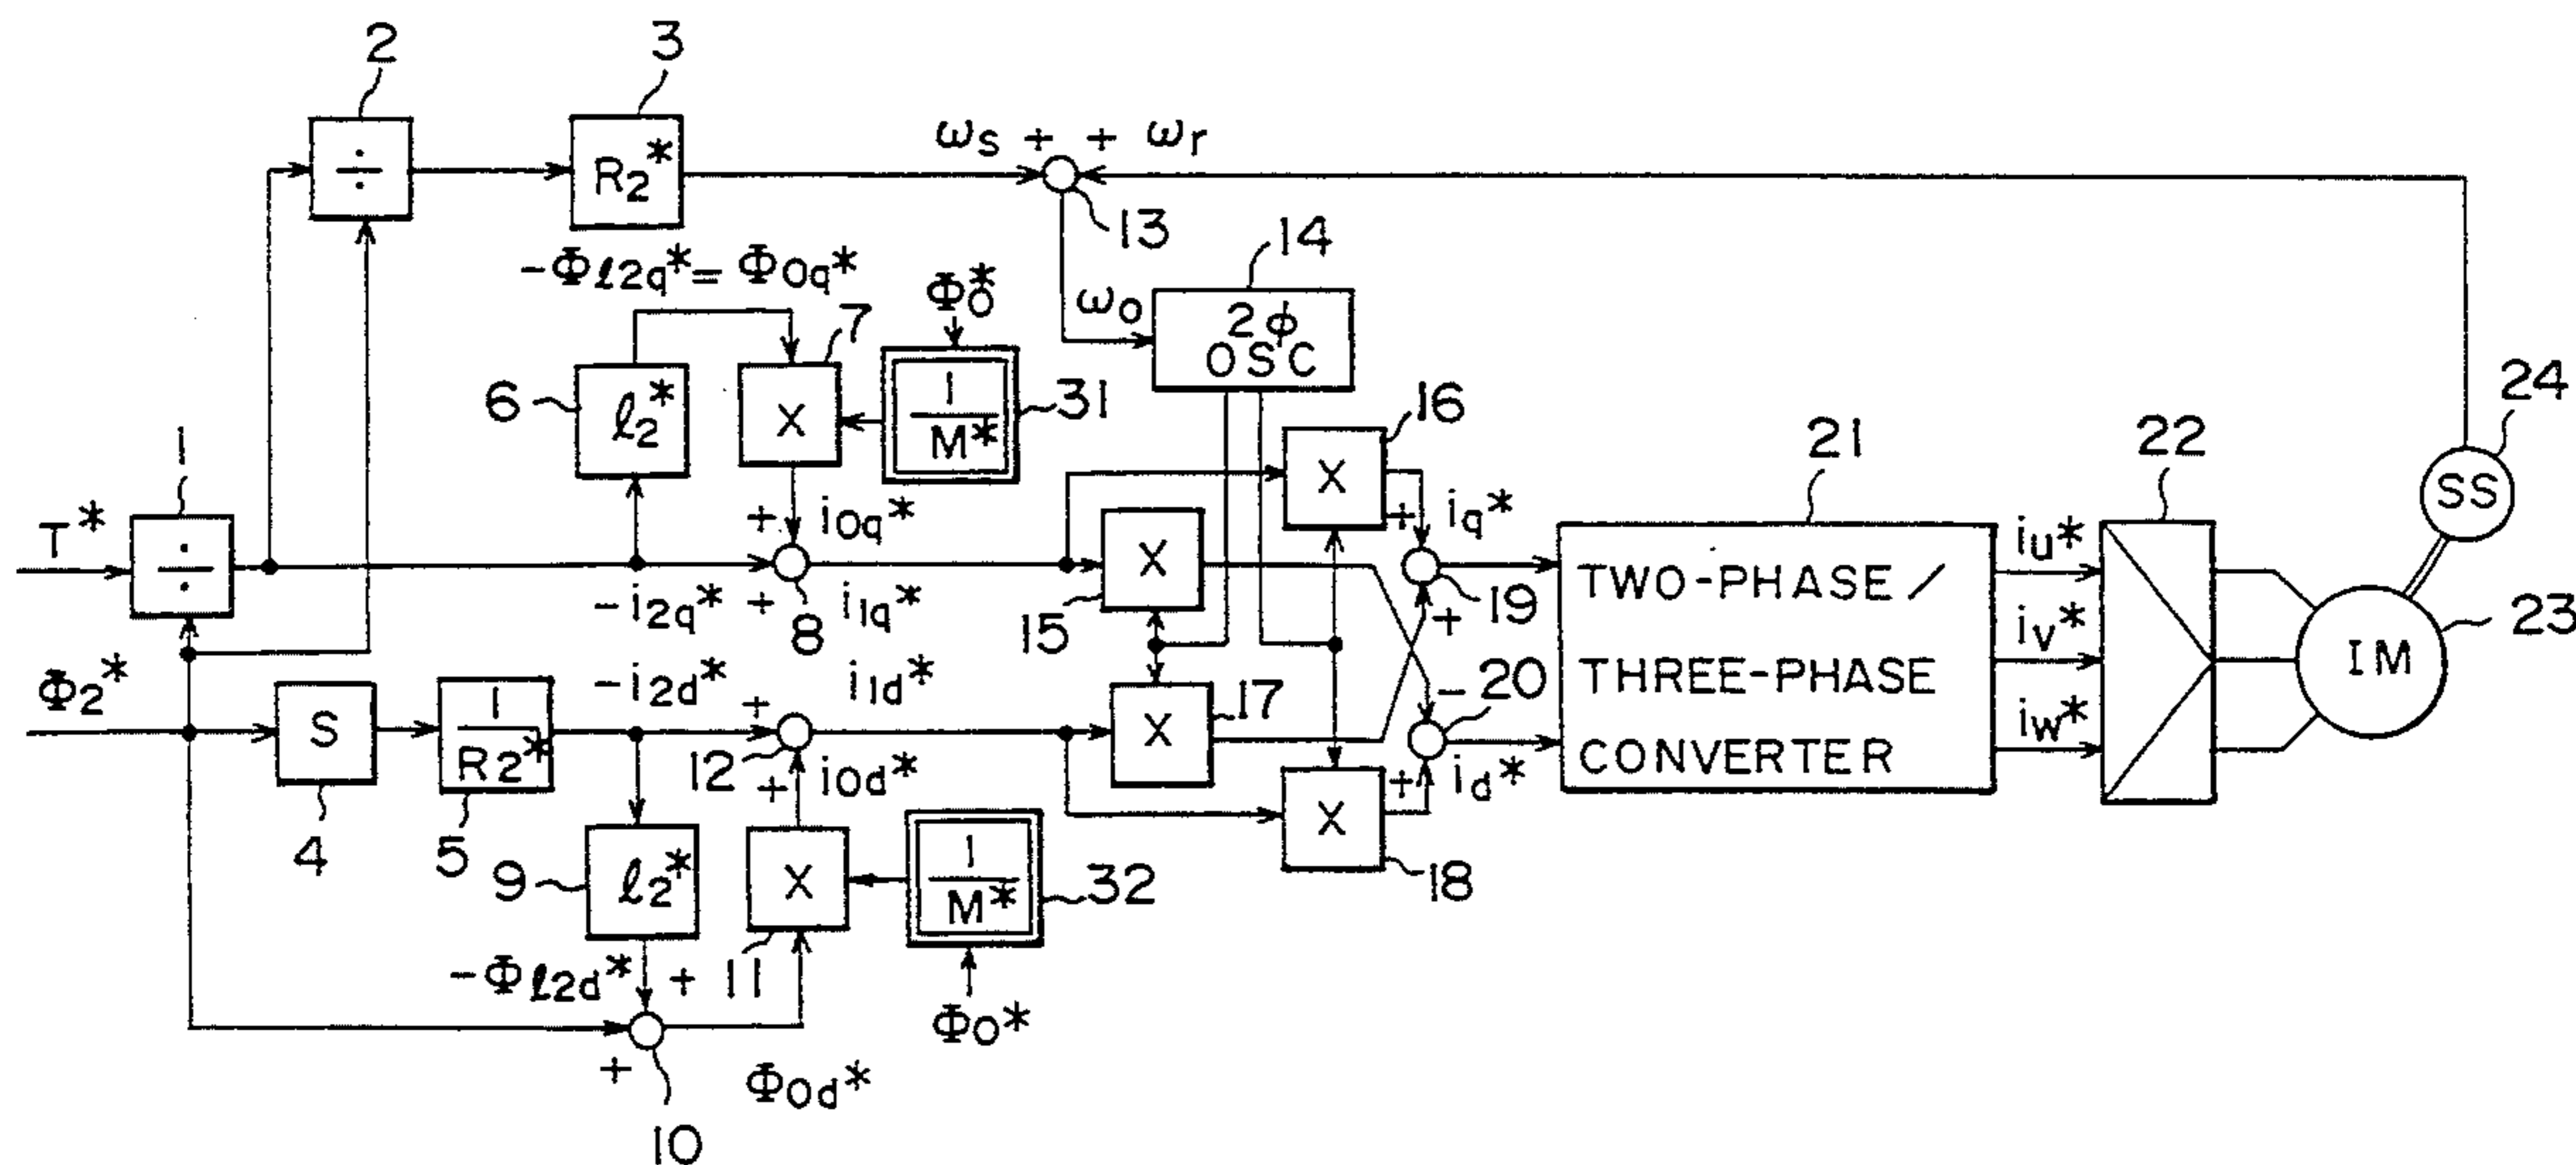 2
3
÷
R2*
ωs + + ωr
13
-Φℓ2q* = Φ0q*
Φ0*
ω0
14
2φ
OSC
7
6
ℓ2*
X
1
M*
31
16
X
24
SS
1
T*
÷
+ i0q*
-i2q* +
8
i1q*
15
X
+ iq*
19
+
21
TWO-PHASE /
THREE-PHASE
CONVERTER
iu*
iv*
iw*
22
23
IM
Φ2*
S
4
1
R2*
5
-i2d*
+
12
i1d*
+ i0d*
X
17
- 20
+ id*
X
18
9
ℓ2*
X
11
1
M*
32
-Φℓ2d* +
Φ0*
+
10
Φ0d*